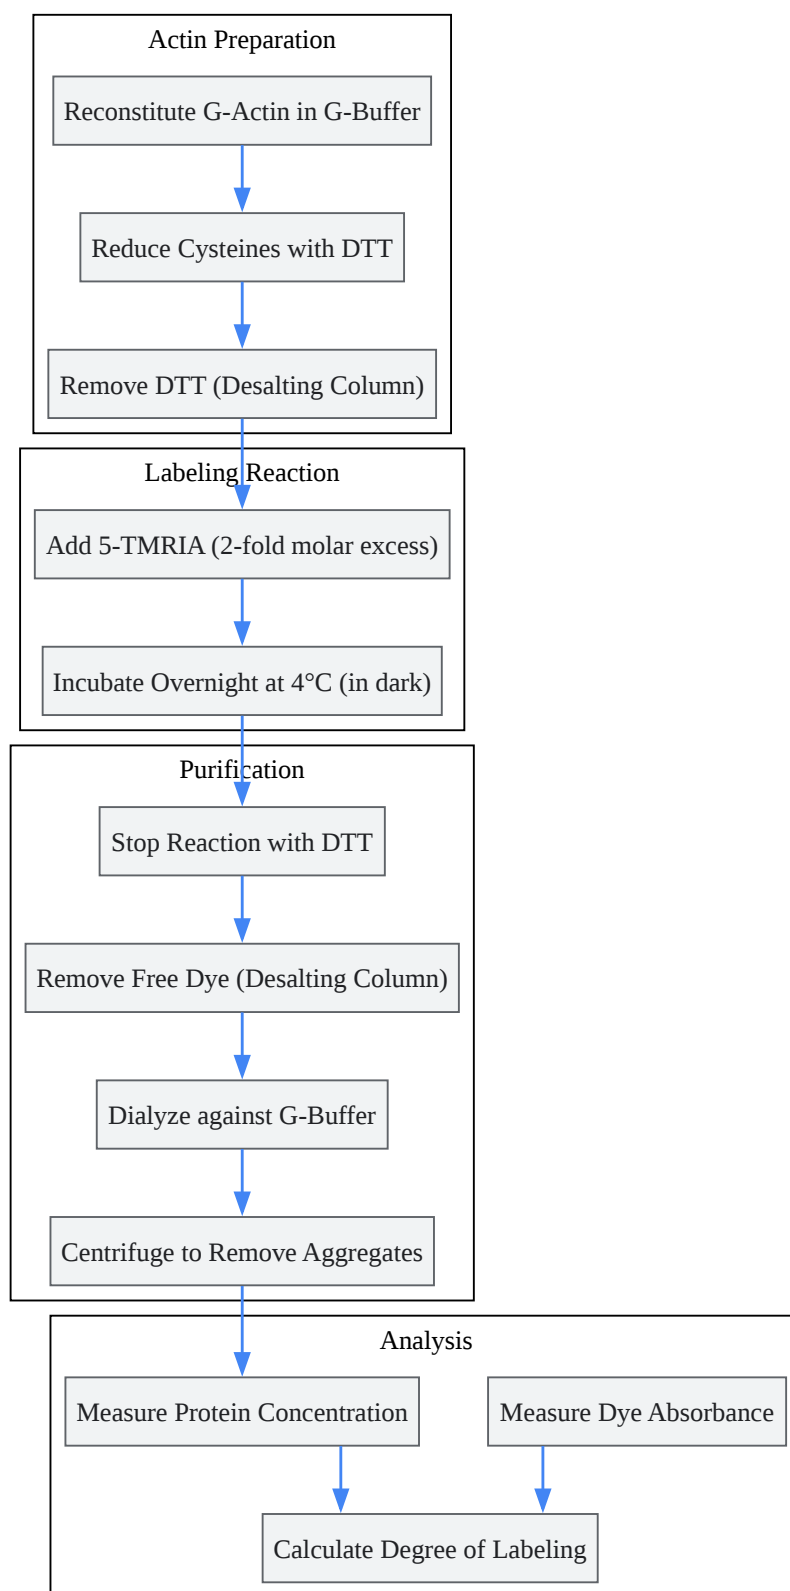 Actin Preparation
Reconstitute G-Actin in G-Buffer
Reduce Cysteines with DTT
Remove DTT (Desalting Column)
Labeling Reaction
Add 5-TMRIA (2-fold molar excess)
Incubate Overnight at 4°C (in dark)
Purification
Stop Reaction with DTT
Remove Free Dye (Desalting Column)
Dialyze against G-Buffer
Centrifuge to Remove Aggregates
Analysis
Measure Protein Concentration
Measure Dye Absorbance
Calculate Degree of Labeling